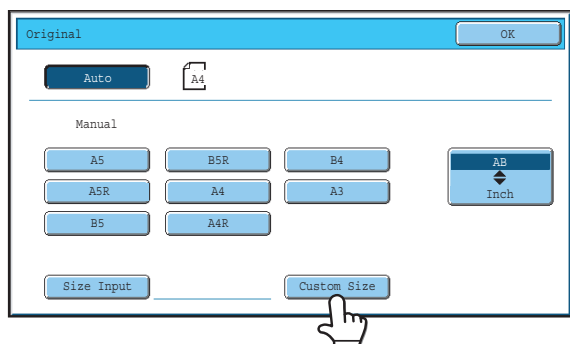 Original OK
Auto A4
Manual
A5 B5R B4 AB
A5R A4 A3 Inch
B5 A4R
Size Input Custom Size